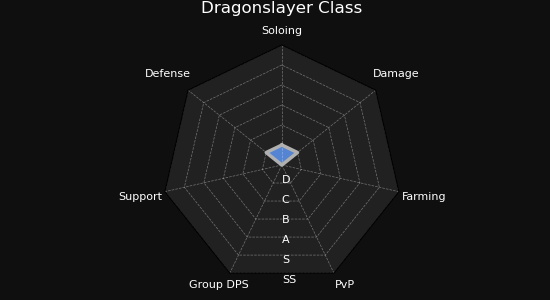 Dragonslayer Class
Soloing
Defense
Damage
D
C
Support
Farming
B
A
S
SS
Group DPS
PvP